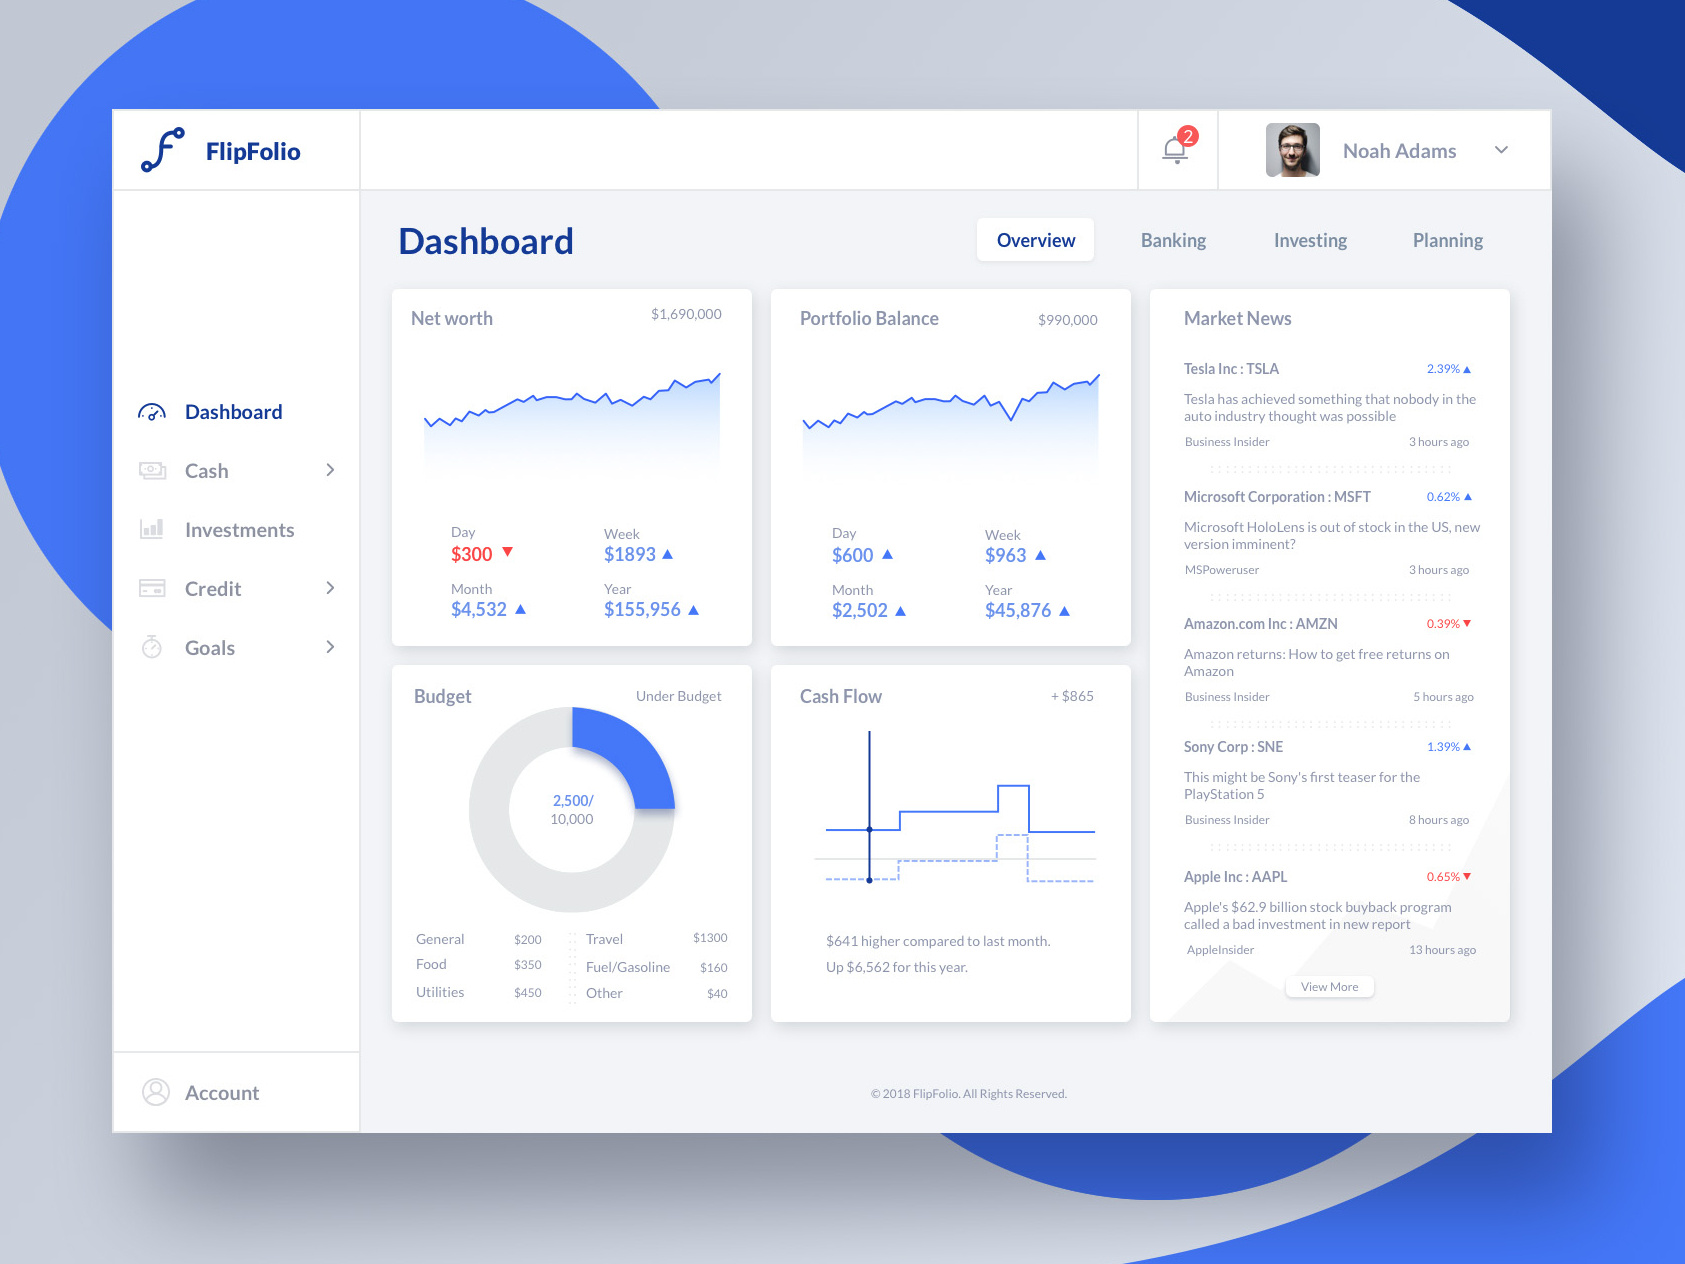 FlipFolio
2
Noah Adams
Dashboard
Overview
Banking
Investing
Planning
Dashboard
Cash
Investments
Credit
Goals
Account
Net worth
$1,690,000
Day
$300
Week
$1893
Month
$4,532
Year
$155,956
Portfolio Balance
$990,000
Day
$600
Week
$963
Month
$2,502
Year
$45,876
Budget
Under Budget
2,500/
10,000
General
$200
Food
$350
Utilities
$450
Travel
$1300
Fuel/Gasoline
$160
Other
$40
Cash Flow
+ $865
$641 higher compared to last month.
Up $6,562 for this year.
Market News
Tesla Inc : TSLA
2.39%
Tesla has achieved something that nobody in the
auto industry thought was possible
Business Insider
3 hours ago
Microsoft Corporation : MSFT
0.62%
Microsoft HoloLens is out of stock in the US, new
version imminent?
MSPoweruser
3 hours ago
Amazon.com Inc : AMZN
0.39%
Amazon returns: How to get free returns on
Amazon
Business Insider
5 hours ago
Sony Corp : SNE
1.39%
This might be Sony's first teaser for the
PlayStation 5
Business Insider
8 hours ago
Apple Inc : AAPL
0.65%
Apple's $62.9 billion stock buyback program
called a bad investment in new report
AppleInsider
13 hours ago
View More
© 2018 FlipFolio. All Rights Reserved.